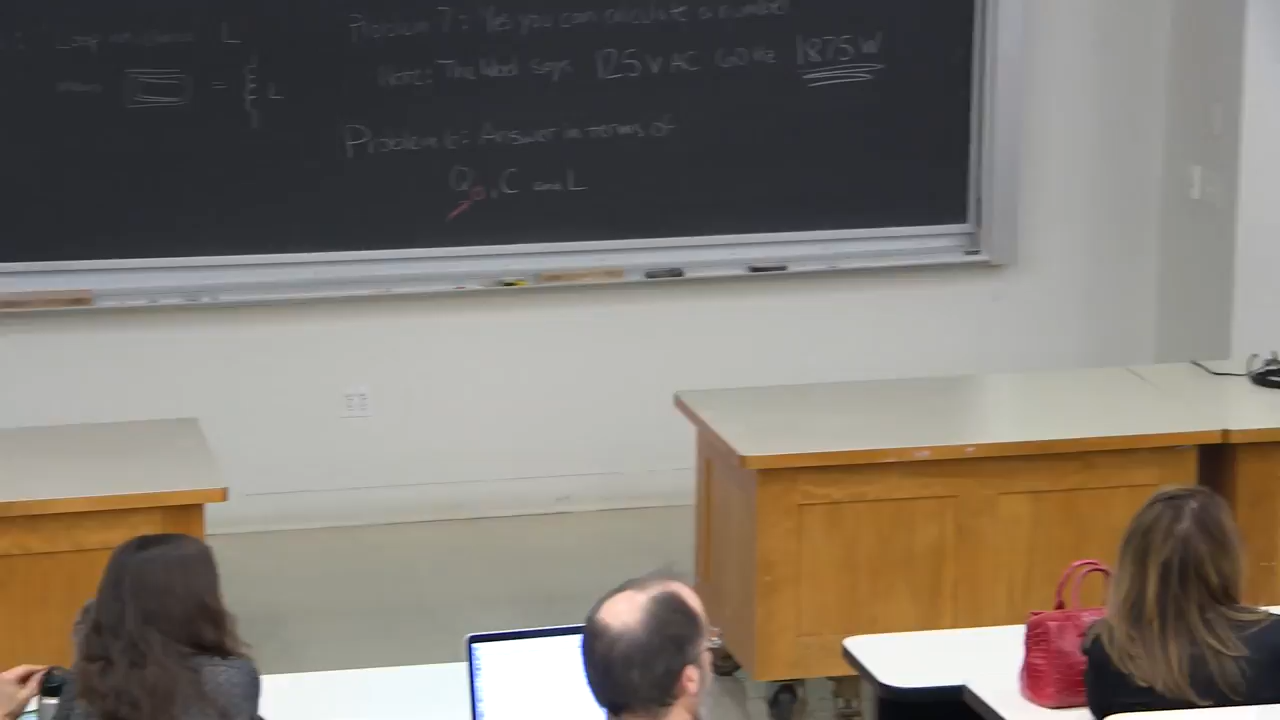 L
= L
Problem 7: Yes you can calculate a number
Note: The Label says 125 V AC 60 Hz 1875 W
Problem 6: Answer in terms of
Q₀, C and L